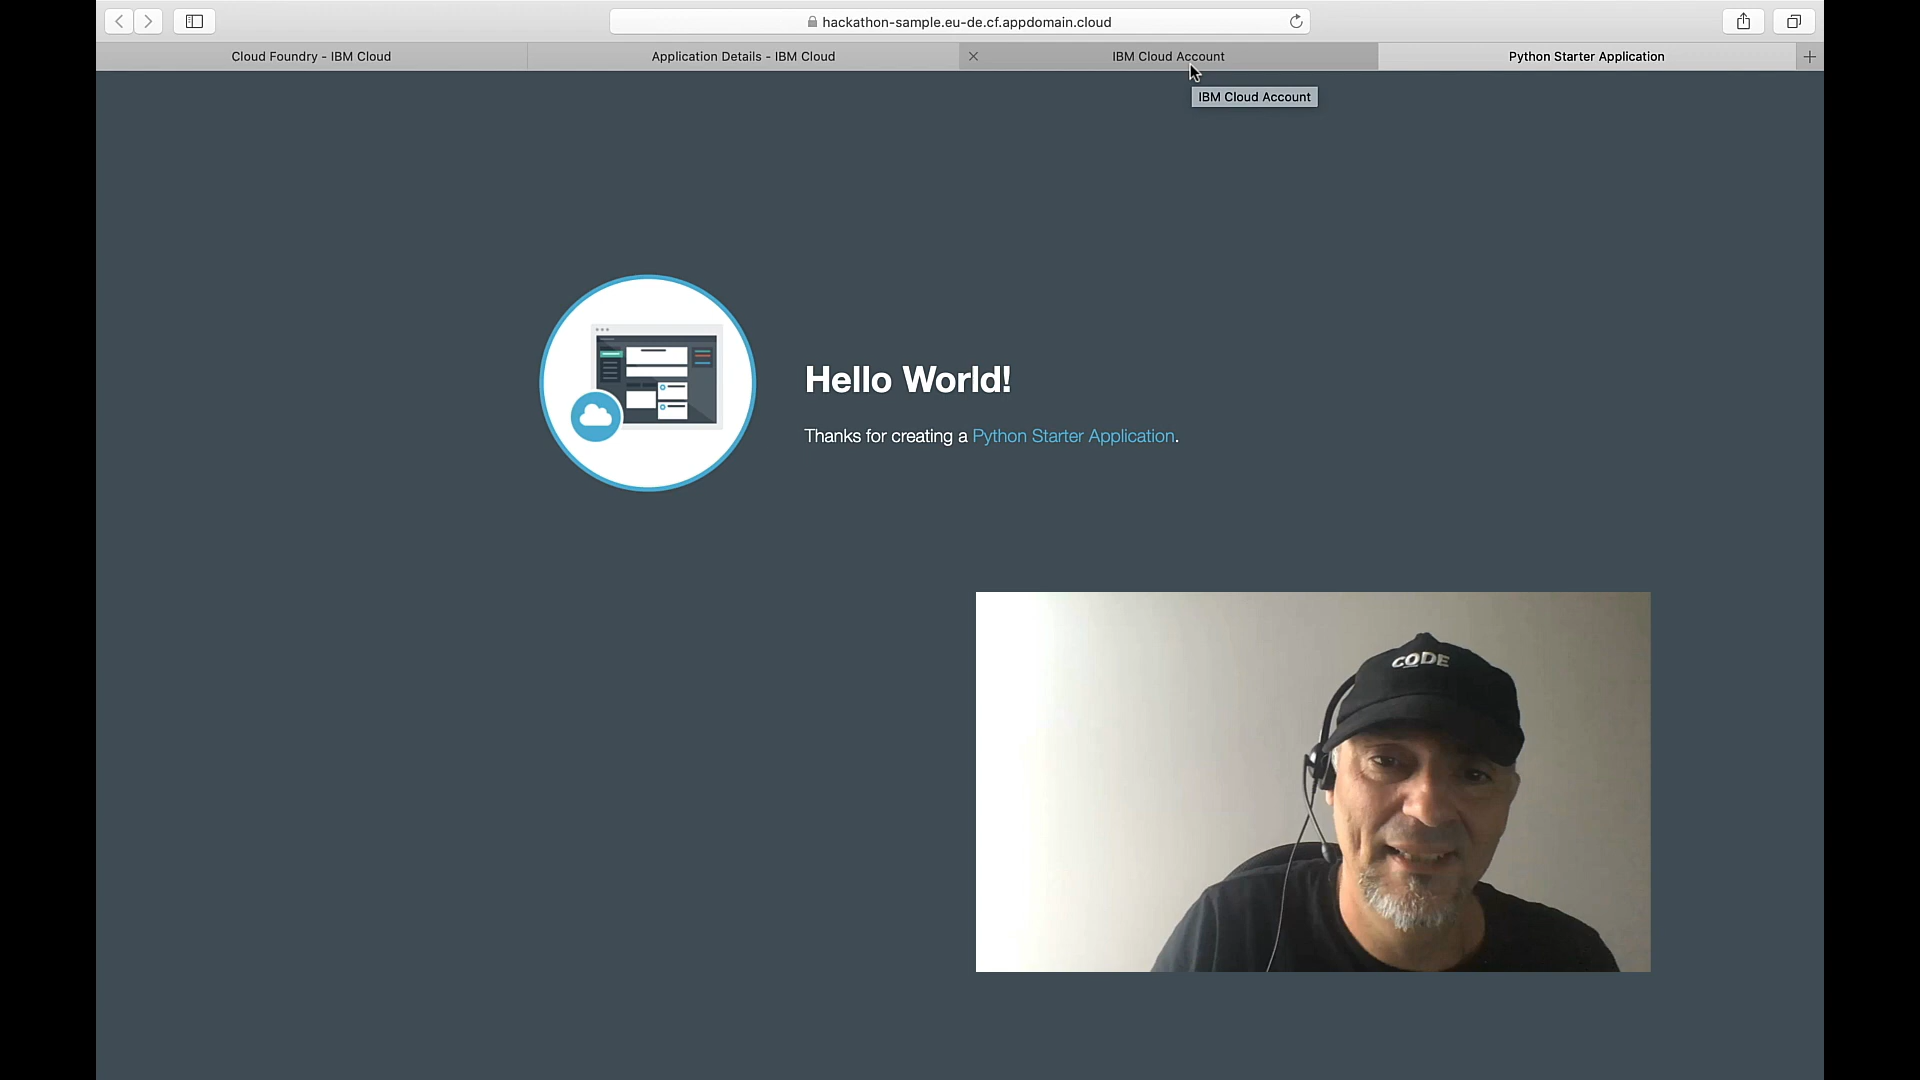 hackathon-sample.eu-de.cf.appdomain.cloud
Cloud Foundry - IBM Cloud
Application Details - IBM Cloud
IBM Cloud Account
Python Starter Application
IBM Cloud Account
Hello World!
Thanks for creating a Python Starter Application.
CODE